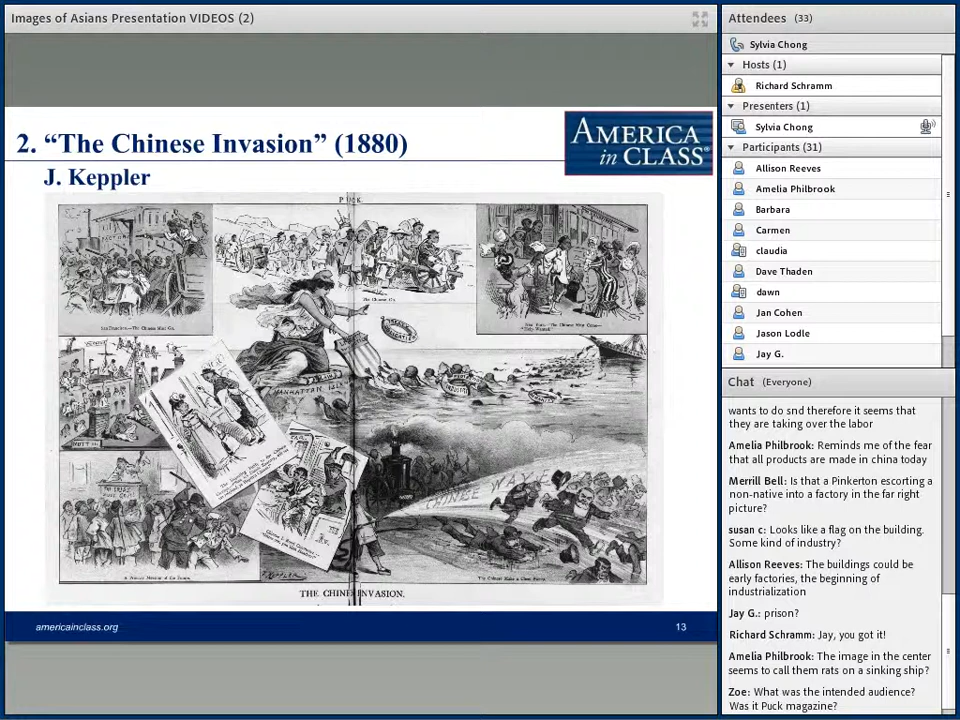 Images of Asians Presentation VIDEOS (2)
2. “The Chinese Invasion” (1880)
J. Keppler
AMERICA
in CLASS®
PUCK.
The Chinese Go.
MANHATTAN ISL
THE CHINESE INVASION.
americainclass.org
13
Attendees (33)
Sylvia Chong
Hosts (1)
Richard Schramm
Presenters (1)
Sylvia Chong
Participants (31)
Allison Reeves
Amelia Philbrook
Barbara
Carmen
claudia
Dave Thaden
dawn
Jan Cohen
Jason Lodle
Jay G.
Chat (Everyone)
wants to do snd therefore it seems that
they are taking over the labor
Amelia Philbrook: Reminds me of the fear
that all products are made in china today
Merrill Bell: Is that a Pinkerton escorting a
non-native into a factory in the far right
picture?
susan c: Looks like a flag on the building.
Some kind of industry?
Allison Reeves: The buildings could be
early factories, the beginning of
industrialization
Jay G.: prison?
Richard Schramm: Jay, you got it!
Amelia Philbrook: The image in the center
seems to call them rats on a sinking ship?
Zoe: What was the intended audience?
Was it Puck magazine?